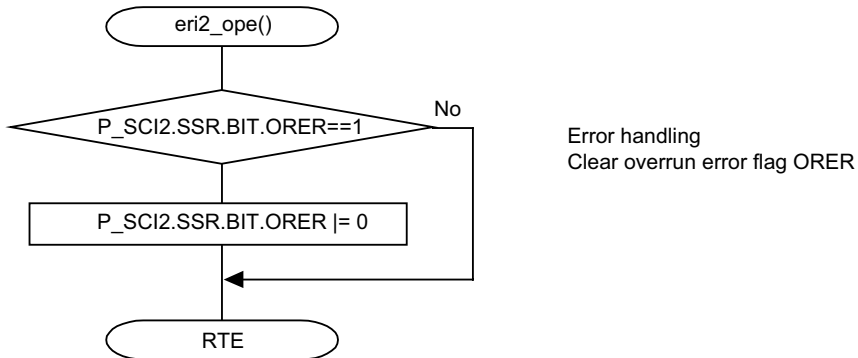 eri2_ope()
P_SCI2.SSR.BIT.ORER==1
No
Error handling
Clear overrun error flag ORER
P_SCI2.SSR.BIT.ORER |= 0
RTE